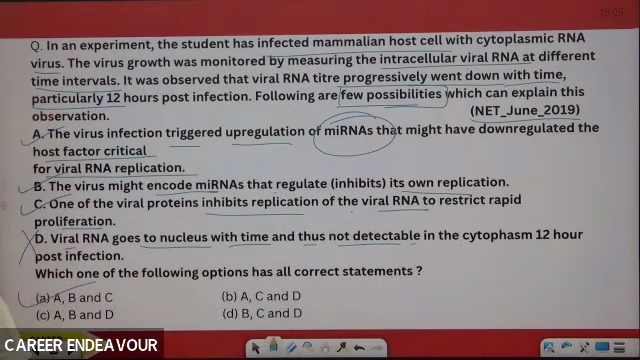 18:05
Q. In an experiment, the student has infected mammalian host cell with cytoplasmic RNA
virus. The virus growth was monitored by measuring the intracellular viral RNA at different
time intervals. It was observed that viral RNA titre progressively went down with time,
particularly 12 hours post infection. Following are few possibilities which can explain this
observation. (NET_June_2019)
A. The virus infection triggered upregulation of miRNAs that might have downregulated the
host factor critical
for viral RNA replication.
B. The virus might encode miRNAs that regulate (inhibits) its own replication.
C. One of the viral proteins inhibits replication of the viral RNA to restrict rapid
proliferation.
D. Viral RNA goes to nucleus with time and thus not detectable in the cytophasm 12 hour
post infection.
Which one of the following options has all correct statements ?
(a) A, B and C (b) A, C and D
(c) A, B and D (d) B, C and D
CAREER ENDEAVOUR